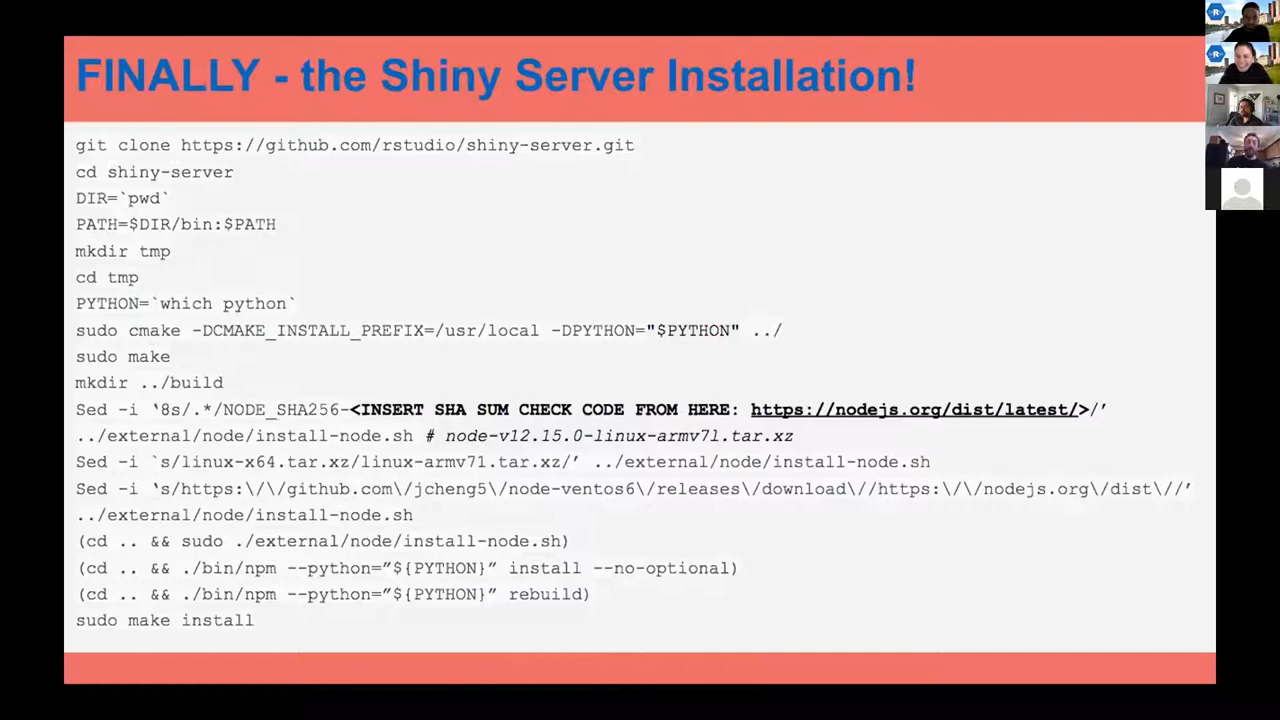 FINALLY - the Shiny Server Installation!
git clone https://github.com/rstudio/shiny-server.git
cd shiny-server
DIR=`pwd`
PATH=$DIR/bin:$PATH
mkdir tmp
cd tmp
PYTHON=`which python`
sudo cmake -DCMAKE_INSTALL_PREFIX=/usr/local -DPYTHON="$PYTHON" ../
sudo make
mkdir ../build
Sed -i ‘8s/.*/NODE_SHA256-<INSERT SHA SUM CHECK CODE FROM HERE: https://nodejs.org/dist/latest/>/’
../external/node/install-node.sh # node-v12.15.0-linux-armv7l.tar.xz
Sed -i `s/linux-x64.tar.xz/linux-armv71.tar.xz/’ ../external/node/install-node.sh
Sed -i ‘s/https:\/\/github.com\/jcheng5\/node-ventos6\/releases\/download\//https:\/\/nodejs.org\/dist\//’
../external/node/install-node.sh
(cd .. && sudo ./external/node/install-node.sh)
(cd .. && ./bin/npm --python=”${PYTHON}” install --no-optional)
(cd .. && ./bin/npm --python=”${PYTHON}” rebuild)
sudo make install